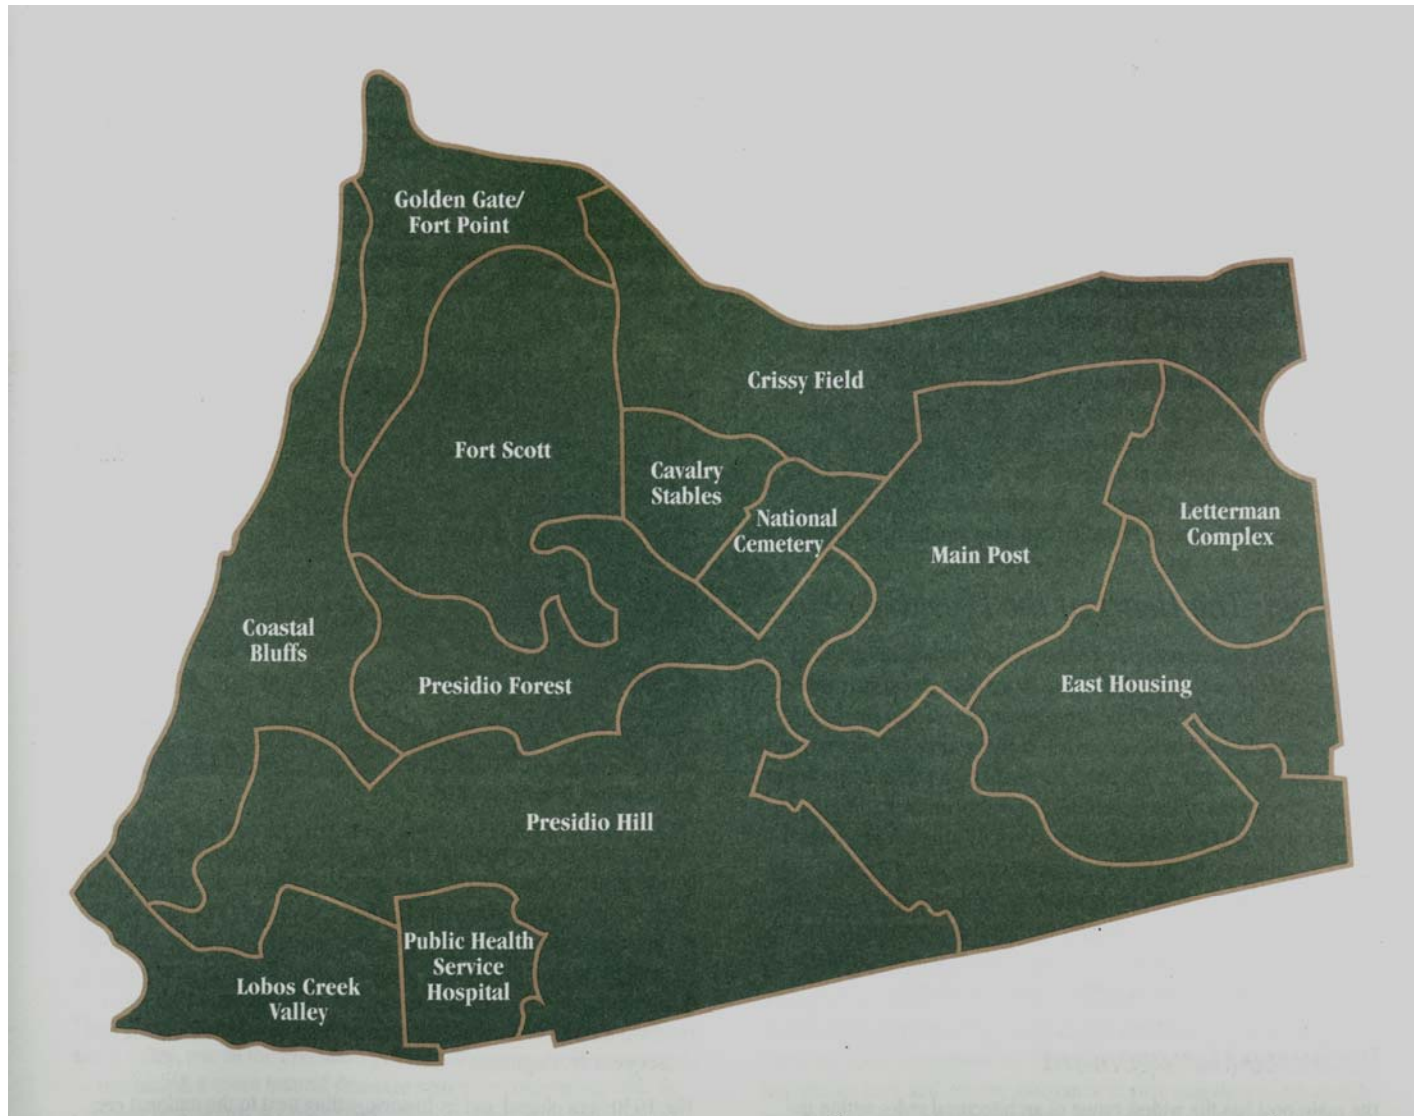 Golden Gate/
Fort Point
Crissy Field
Fort Scott
Cavalry
Stables
National
Cemetery
Letterman
Complex
Main Post
Coastal
Bluffs
Presidio Forest
East Housing
Presidio Hill
Public Health
Service
Hospital
Lobos Creek
Valley